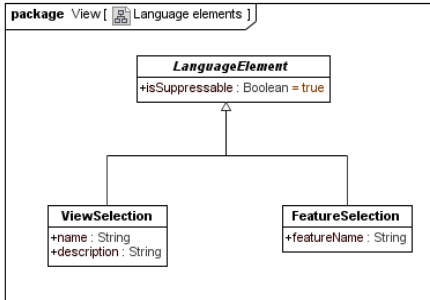 package View [ Language elements ]
LanguageElement
+isSuppressable : Boolean = true
ViewSelection
+name : String
+description : String
FeatureSelection
+featureName : String